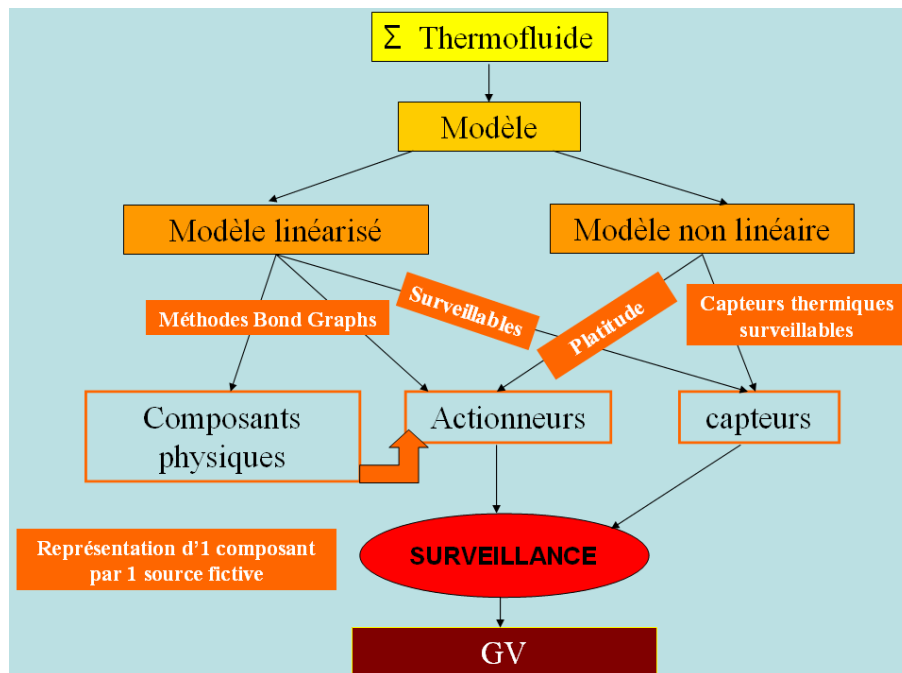 Σ Thermofluide
Modèle
Modèle linéarisé
Modèle non linéaire
Méthodes Bond Graphs
Surveillables
Platitude
Capteurs thermiques
surveillables
Composants
physiques
Actionneurs
capteurs
Représentation d'1 composant
par 1 source fictive
SURVEILLANCE
GV